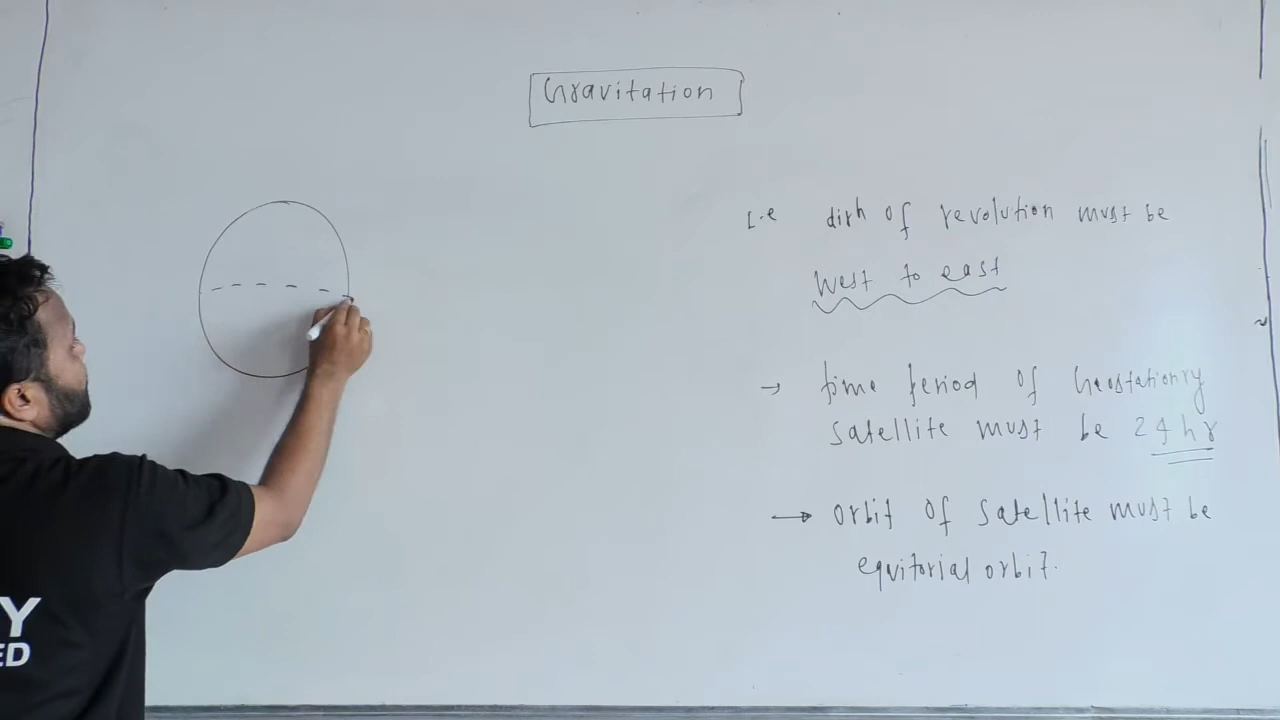 Gravitation
I.e dirn of revolution must be
West to east
→ time period of Geostationry
satellite must be 24 hr
→ orbit of satellite must be
equitorial orbit.
Y
ED